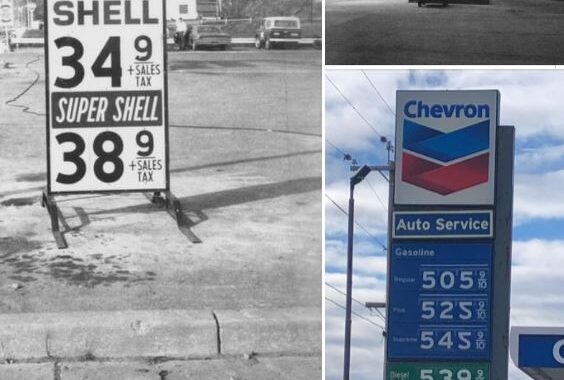 SHELL
34 9
+SALES
TAX
SUPER SHELL
38 9
+SALES
TAX
Chevron
Auto Service
Gasoline
Regular 505 9/10
Plus 525 9/10
Supreme 545 9/10
Diesel 539 9